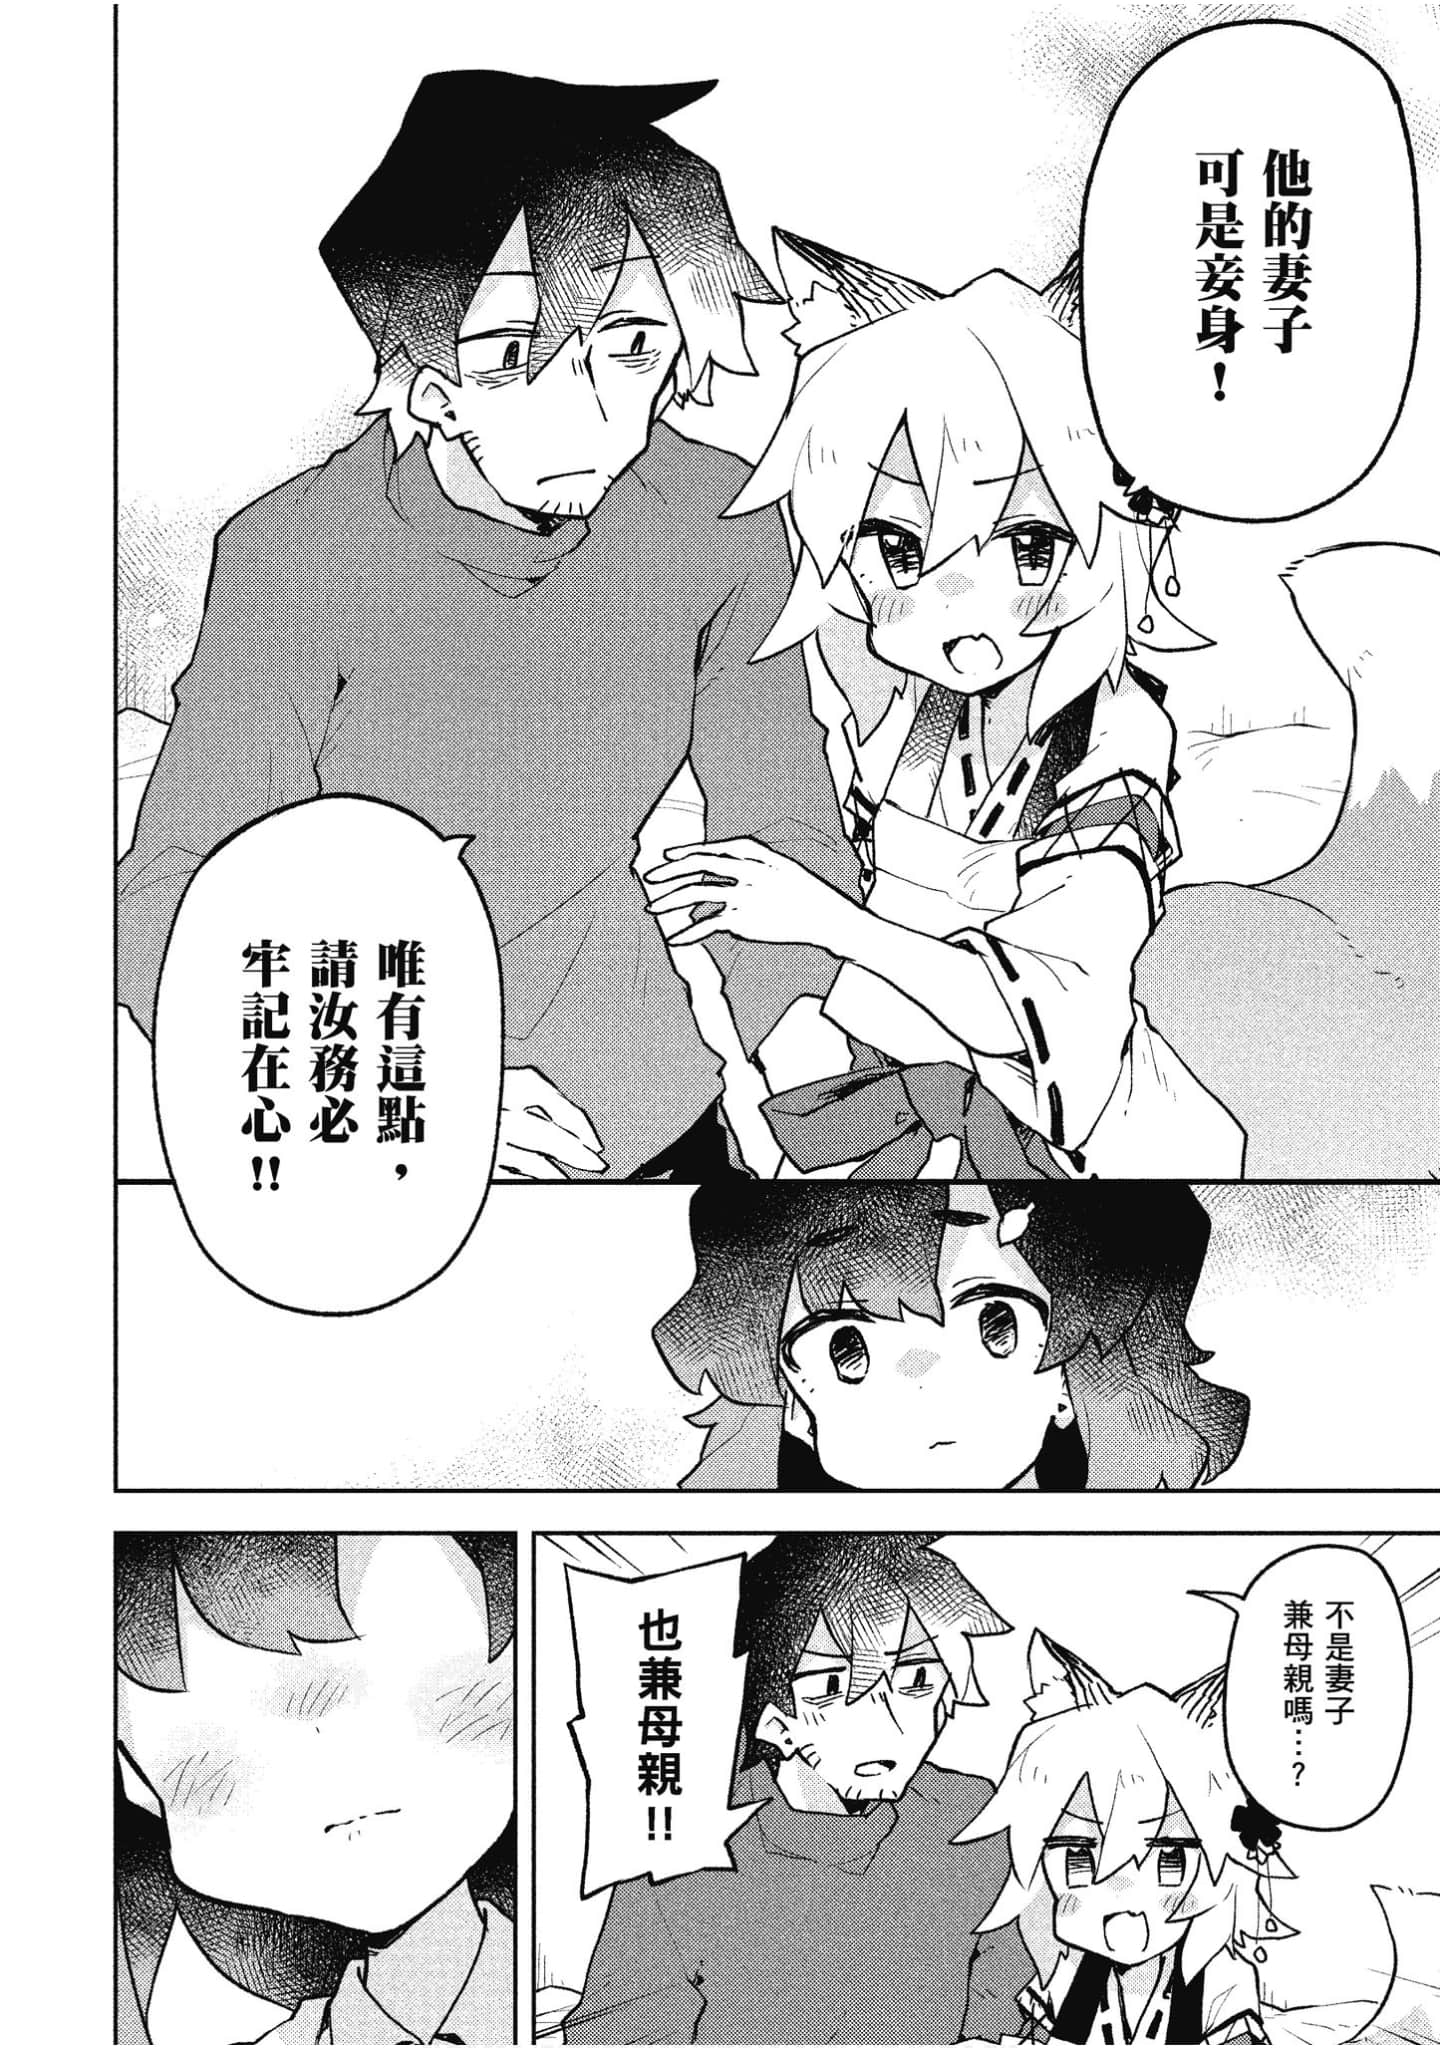 他的妻子
可是妾身！
唯有這點，
請汝務必
牢記在心!!
不是妻子
兼母親嗎…?
也兼母親!!